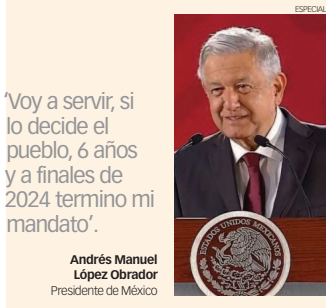 ESPECIAL
‘Voy a servir, si
lo decide el
pueblo, 6 años
y a finales de
2024 termino mi
mandato’.
Andrés Manuel
López Obrador
Presidente de México
ESTADOS UNIDOS MEXICANOS